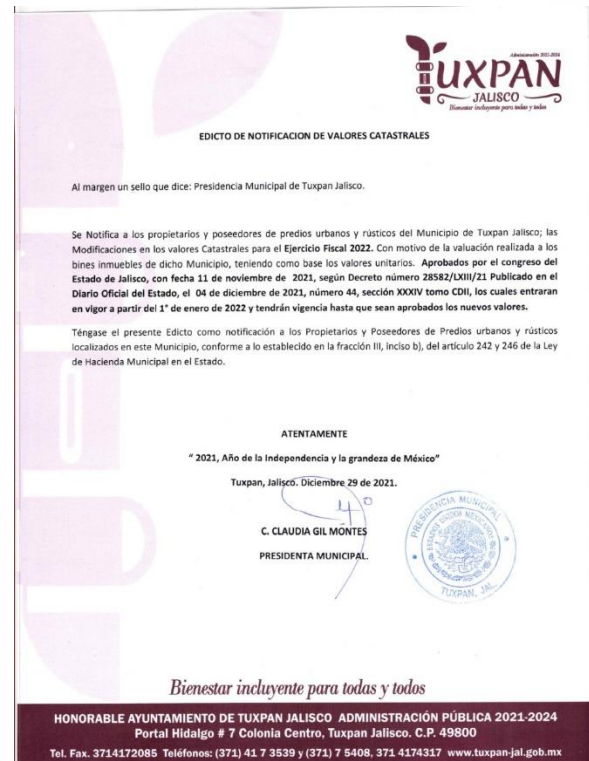 Administración 2021-2024
TUXPAN
JALISCO
Bienestar incluyente para todas y todos
EDICTO DE NOTIFICACION DE VALORES CATASTRALES
Al margen un sello que dice: Presidencia Municipal de Tuxpan Jalisco.
Se Notifica a los propietarios y poseedores de predios urbanos y rústicos del Municipio de Tuxpan Jalisco; las
Modificaciones en los valores Catastrales para el Ejercicio Fiscal 2022. Con motivo de la valuación realizada a los
bines inmuebles de dicho Municipio, teniendo como base los valores unitarios. Aprobados por el congreso del
Estado de Jalisco, con fecha 11 de noviembre de 2021, según Decreto número 28582/LXIII/21 Publicado en el
Diario Oficial del Estado, el 04 de diciembre de 2021, número 44, sección XXXIV tomo CDII, los cuales entraran
en vigor a partir del 1° de enero de 2022 y tendrán vigencia hasta que sean aprobados los nuevos valores.
Téngase el presente Edicto como notificación a los Propietarios y Poseedores de Predios urbanos y rústicos
localizados en este Municipio, conforme a lo establecido en la fracción III, inciso b), del artículo 242 y 246 de la Ley
de Hacienda Municipal en el Estado.
ATENTAMENTE
" 2021, Año de la Independencia y la grandeza de México"
Tuxpan, Jalisco. Diciembre 29 de 2021.
C. CLAUDIA GIL MONTES
PRESIDENTA MUNICIPAL.
PRESIDENCIA MUNICIPAL
ESTADOS UNIDOS MEXICANOS
TUXPAN, JAL.
Bienestar incluyente para todas y todos
HONORABLE AYUNTAMIENTO DE TUXPAN JALISCO ADMINISTRACIÓN PÚBLICA 2021-2024
Portal Hidalgo # 7 Colonia Centro, Tuxpan Jalisco. C.P. 49800
Tel. Fax. 3714172085 Teléfonos: (371) 41 7 3539 y (371) 7 5408, 371 4174317 www.tuxpan-jal.gob.mx